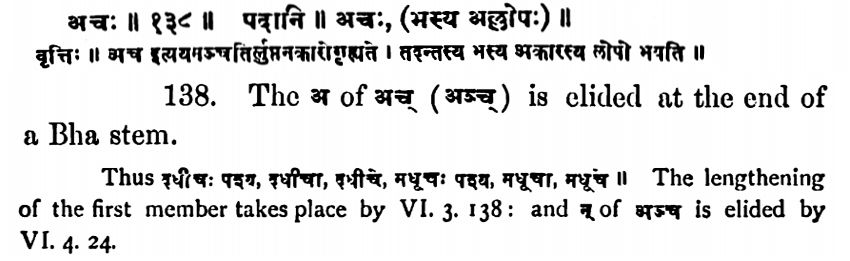 अचः ॥ १३८ ॥ पदानि ॥ अचः, (भस्य अल्लोपः) ॥
वृत्तिः ॥ अच इत्ययमञ्चतिर्लुप्तनकारोगृह्यते । तदन्तस्य भस्य अकारस्य लोपो भवति ॥
138. The अ of अच् (अञ्च्) is elided at the end of
a Bha stem.
Thus दधीचः पश्य, दधीचा, दधीचे, मधूचः पश्य, मधूचा, मधूचे ॥ The lengthening
of the first member takes place by VI. 3. 138: and न् of अञ्च is elided by
VI. 4. 24.